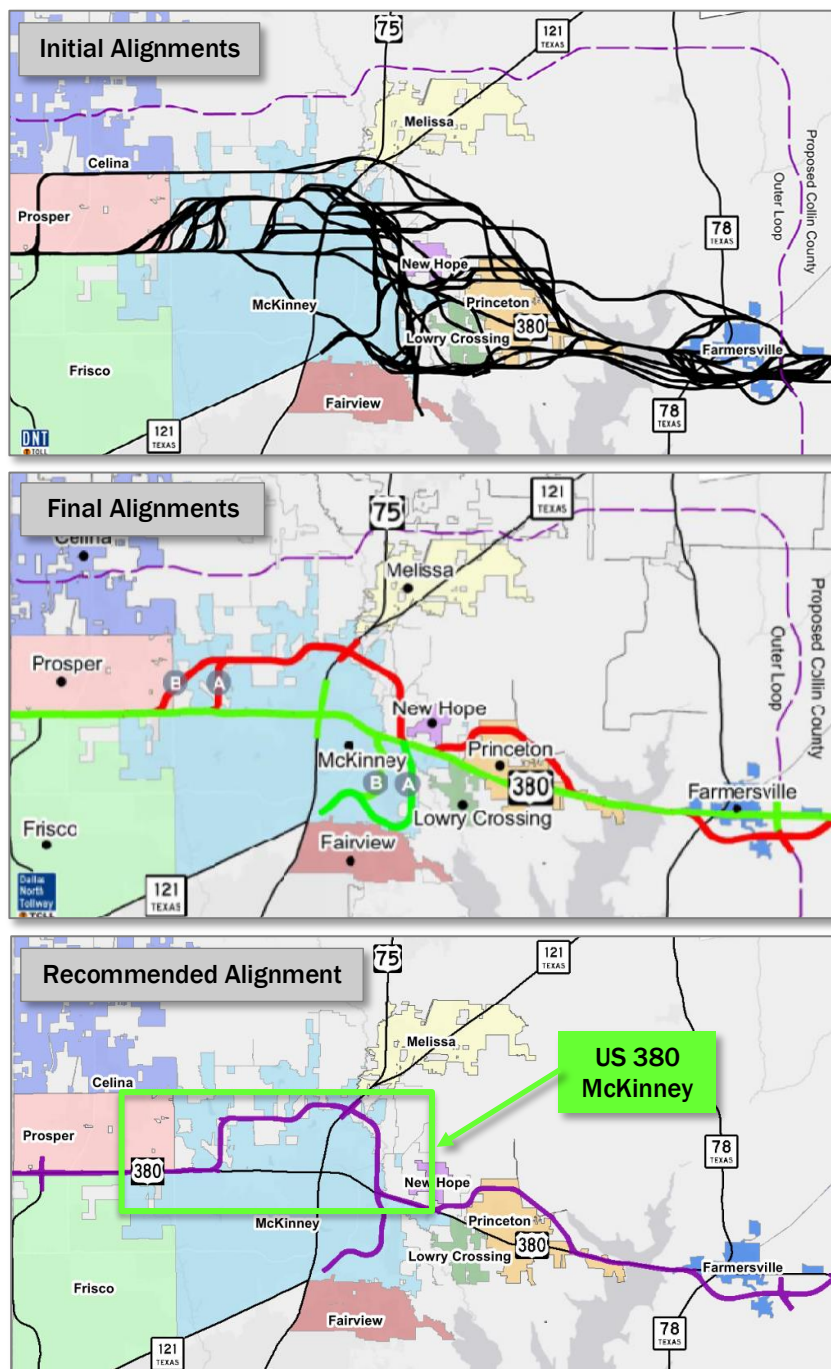 Initial Alignments
75
121
TEXAS
Melissa
Celina
Prosper
Proposed Collin County
Outer Loop
78
TEXAS
New Hope
McKinney
Princeton
380
Lowry Crossing
Farmersville
Frisco
Fairview
DNT
TOLL
121
TEXAS
78
TEXAS
Final Alignments
75
121
TEXAS
Celina
Melissa
Proposed Collin County
Outer Loop
Prosper
B
A
New Hope
McKinney
Princeton
B
A
380
Farmersville
Lowry Crossing
Frisco
Fairview
Dallas
North
Tollway
TOLL
121
TEXAS
Recommended Alignment
75
121
TEXAS
Melissa
US 380
McKinney
Celina
Prosper
380
78
TEXAS
New Hope
McKinney
Princeton
380
Lowry Crossing
Farmersville
Frisco
Fairview
121
TEXAS
78
TEXAS